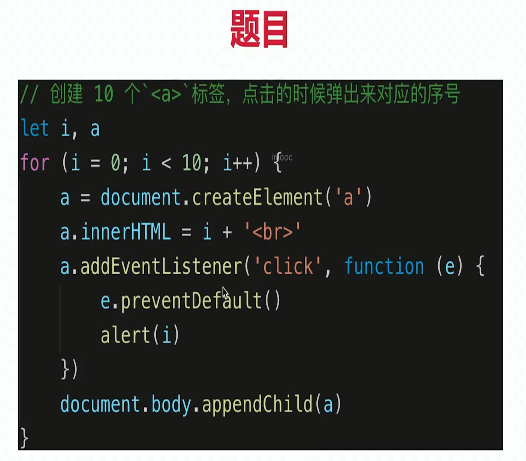 题目
// 创建 10 个`<a>`标签，点击的时候弹出来对应的序号
let i, a
for (i = 0; i < 10; i++) {
    a = document.createElement('a')
    a.innerHTML = i + '<br>'
    a.addEventListener('click', function (e) {
        e.preventDefault()
        alert(i)
    })
    document.body.appendChild(a)
}